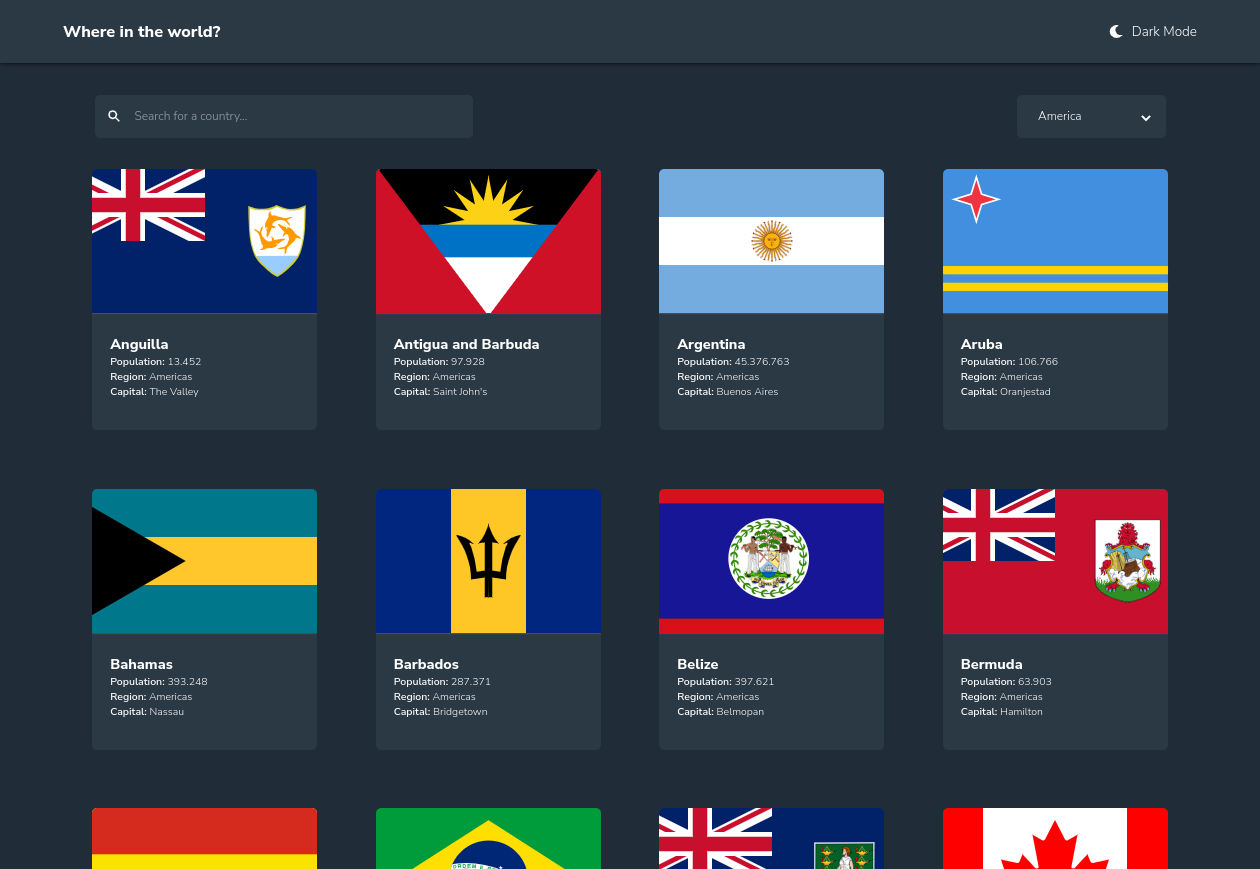 Where in the world?
Dark Mode
Search for a country...
America
Anguilla
Population: 13.452
Region: Americas
Capital: The Valley
Antigua and Barbuda
Population: 97.928
Region: Americas
Capital: Saint John's
Argentina
Population: 45.376.763
Region: Americas
Capital: Buenos Aires
Aruba
Population: 106.766
Region: Americas
Capital: Oranjestad
Bahamas
Population: 393.248
Region: Americas
Capital: Nassau
Barbados
Population: 287.371
Region: Americas
Capital: Bridgetown
Belize
Population: 397.621
Region: Americas
Capital: Belmopan
Bermuda
Population: 63.903
Region: Americas
Capital: Hamilton